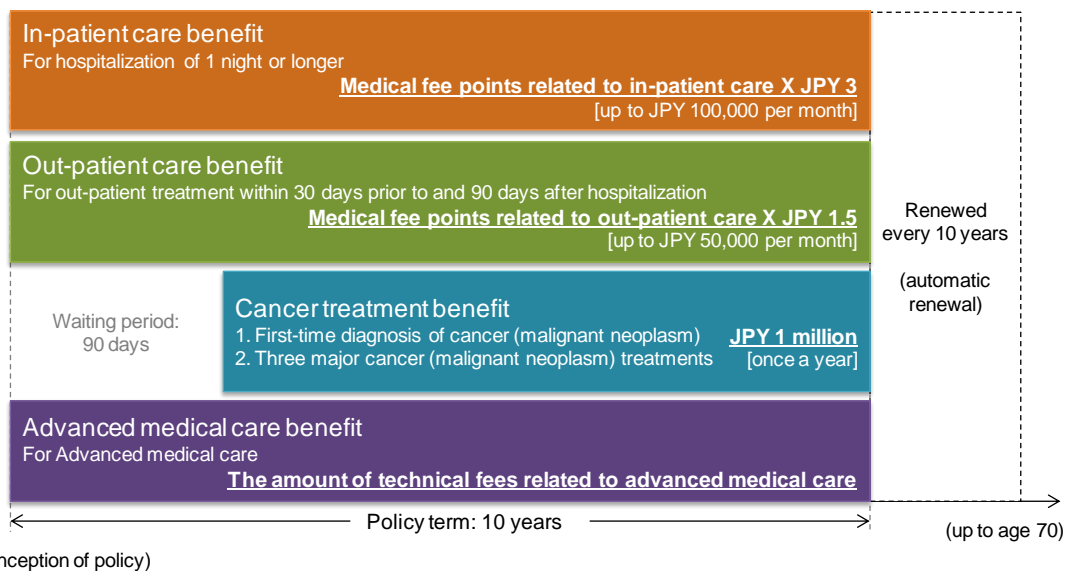 In-patient care benefit
For hospitalization of 1 night or longer
Medical fee points related to in-patient care X JPY 3
[up to JPY 100,000 per month]
Out-patient care benefit
For out-patient treatment within 30 days prior to and 90 days after hospitalization
Medical fee points related to out-patient care X JPY 1.5
[up to JPY 50,000 per month]
Renewed
every 10 years
(automatic
renewal)
Waiting period:
90 days
Cancer treatment benefit
1. First-time diagnosis of cancer (malignant neoplasm)
2. Three major cancer (malignant neoplasm) treatments
JPY 1 million
[once a year]
Advanced medical care benefit
For Advanced medical care
The amount of technical fees related to advanced medical care
Policy term: 10 years
(up to age 70)
nception of policy)